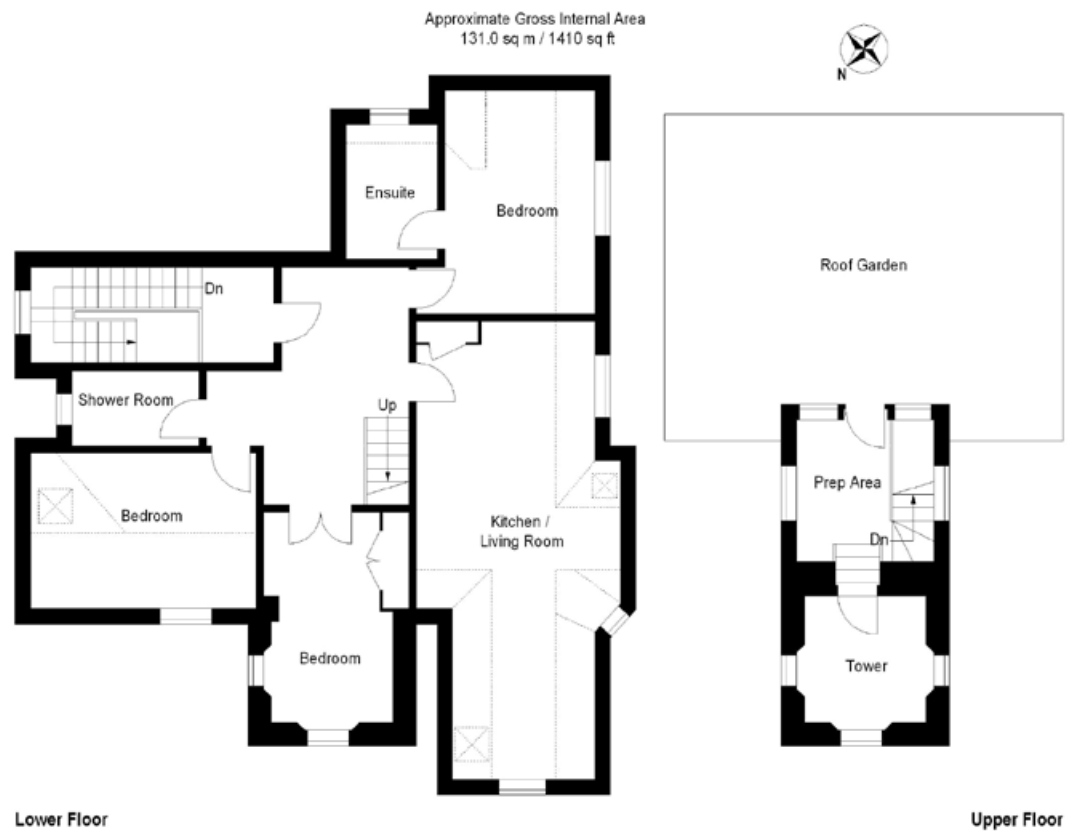 Approximate Gross Internal Area
131.0 sq m / 1410 sq ft
N
Ensuite
Bedroom
Roof Garden
Dn
Shower Room
Up
Bedroom
Kitchen /
Living Room
Prep Area
Dn
Bedroom
Tower
Lower Floor
Upper Floor